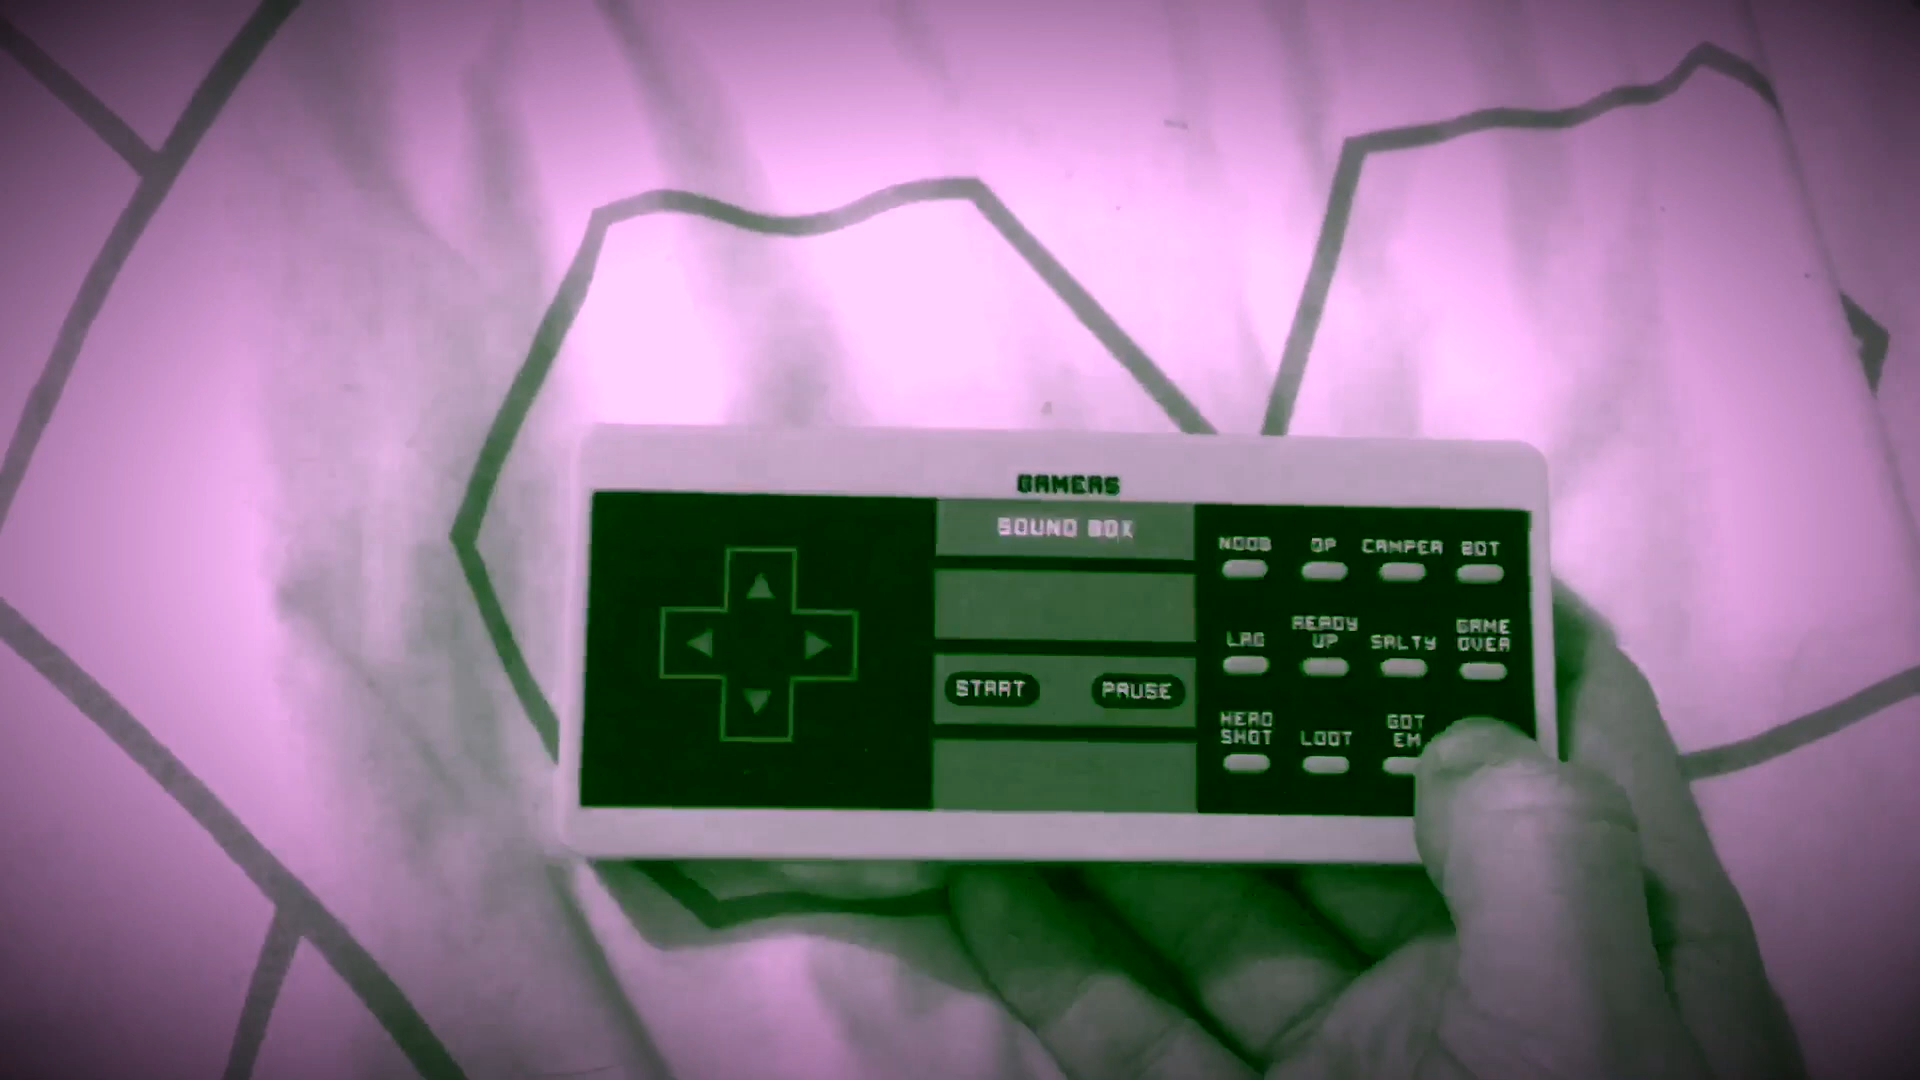 GAMERS
SOUND BOX
NOOB OP CAMPER BOT
LAG READY UP SALTY GAME OVER
START PAUSE
HEAD SHOT LOOT GOT EM